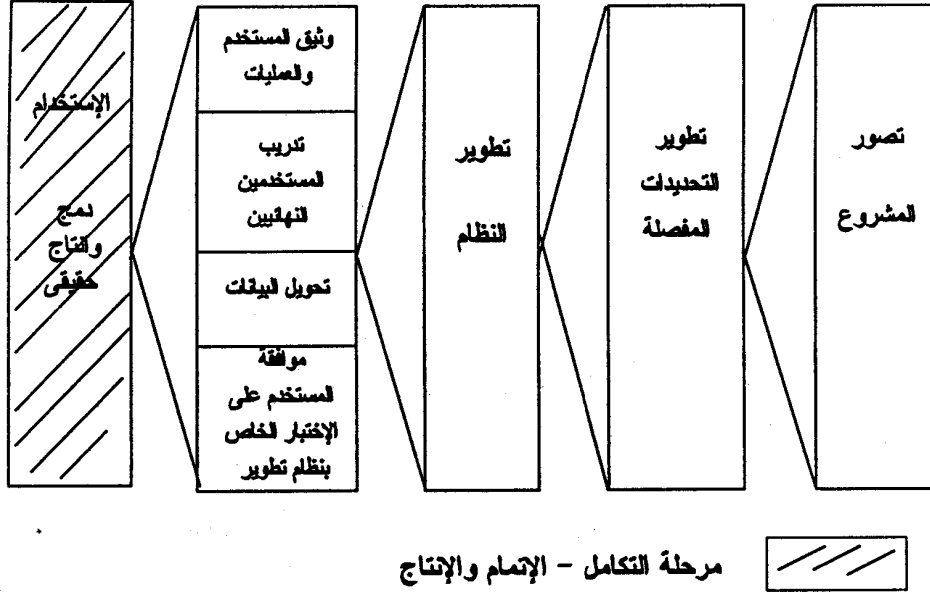 تصور
المشروع
تطوير
التحديدات
المفصلة
تطوير
النظام
وثيق المستخدم
والعمليات
تدريب
المستخدمين
النهائيين
تحويل البيانات
موافقة
المستخدم على
الإختبار الخاص
بنظام تطوير
الإستخدام
دمج
وإنتاج
حقيقى
مرحلة التكامل – الإتمام والإنتاج